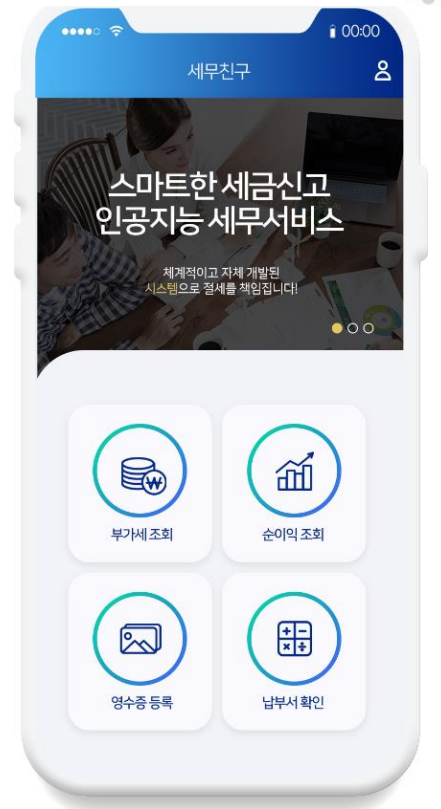 00:00
세무친구
스마트한 세금신고
인공지능 세무서비스
체계적이고 자체 개발된
시스템으로 절세를 책임집니다!
부가세 조회
순이익 조회
영수증 등록
납부서 확인